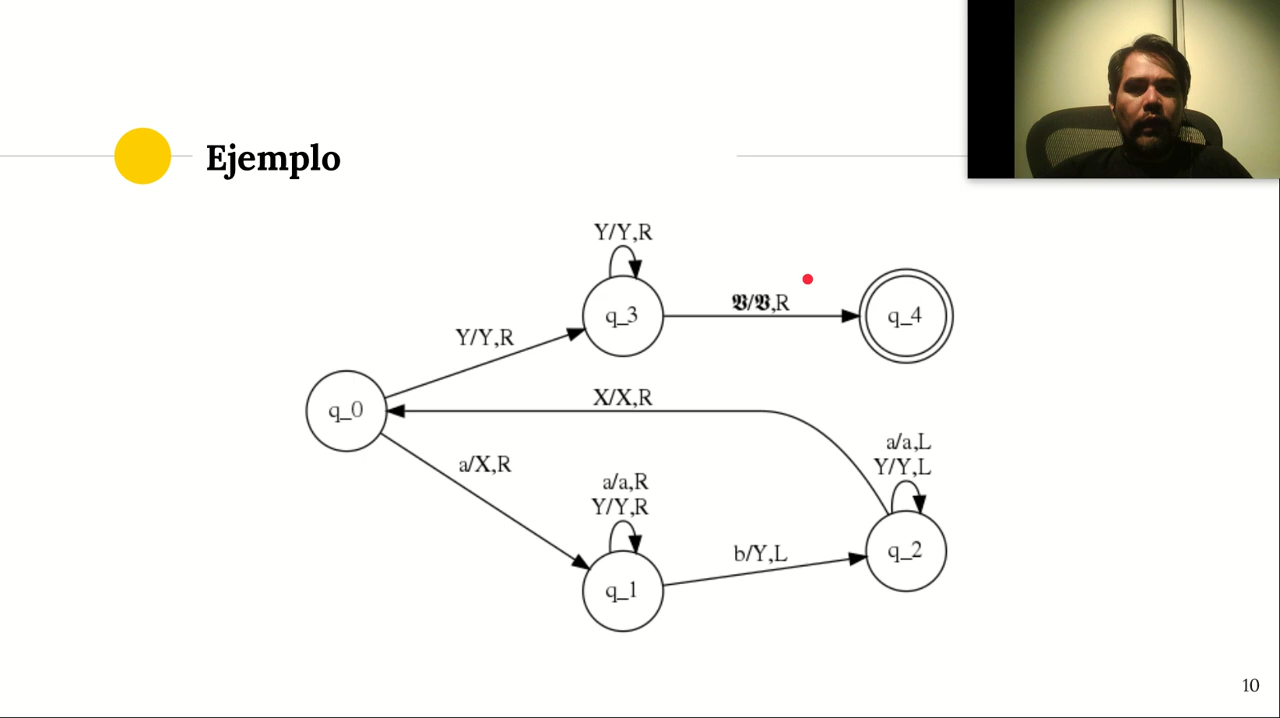 Ejemplo
Y/Y,R
𝕭/𝕭,R
q_3
q_4
Y/Y,R
X/X,R
q_0
a/a,L
Y/Y,L
a/X,R
a/a,R
Y/Y,R
b/Y,L
q_2
q_1
10